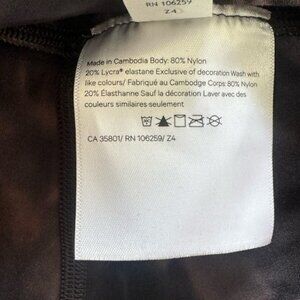 RN 106259
Z4
Made in Cambodia Body: 80% Nylon
20% Lycra® elastane Exclusive of decoration Wash with
like colours/ Fabriqué au Cambodge Corps: 80% Nylon
20% Élasthanne Sauf la décoration Laver avec des
couleurs similaires seulement
CA 35801/ RN 106259/ Z4